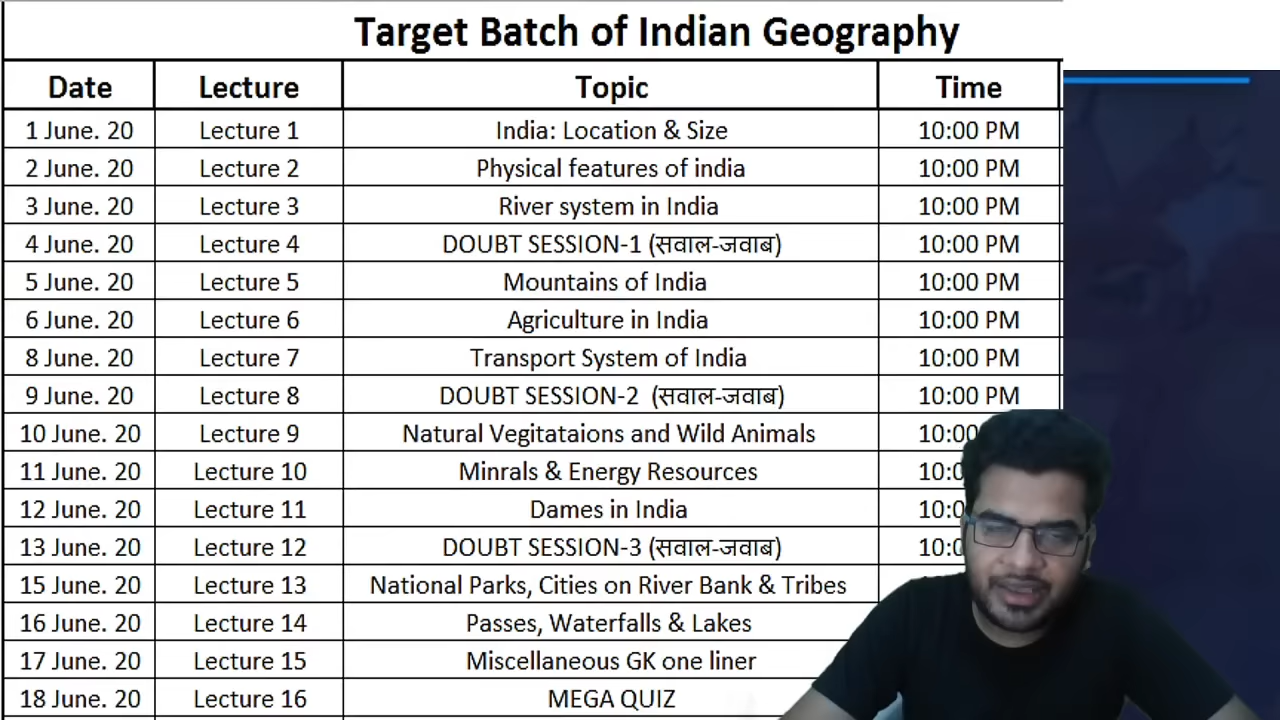 Target Batch of Indian Geography
Date Lecture Topic Time
1 June. 20 Lecture 1 India: Location & Size 10:00 PM
2 June. 20 Lecture 2 Physical features of india 10:00 PM
3 June. 20 Lecture 3 River system in India 10:00 PM
4 June. 20 Lecture 4 DOUBT SESSION-1 (सवाल-जवाब) 10:00 PM
5 June. 20 Lecture 5 Mountains of India 10:00 PM
6 June. 20 Lecture 6 Agriculture in India 10:00 PM
8 June. 20 Lecture 7 Transport System of India 10:00 PM
9 June. 20 Lecture 8 DOUBT SESSION-2 (सवाल-जवाब) 10:00 PM
10 June. 20 Lecture 9 Natural Vegitataions and Wild Animals 10:00
11 June. 20 Lecture 10 Minrals & Energy Resources
12 June. 20 Lecture 11 Dames in India
13 June. 20 Lecture 12 DOUBT SESSION-3 (सवाल-जवाब)
15 June. 20 Lecture 13 National Parks, Cities on River Bank & Tribes
16 June. 20 Lecture 14 Passes, Waterfalls & Lakes
17 June. 20 Lecture 15 Miscellaneous GK one liner
18 June. 20 Lecture 16 MEGA QUIZ